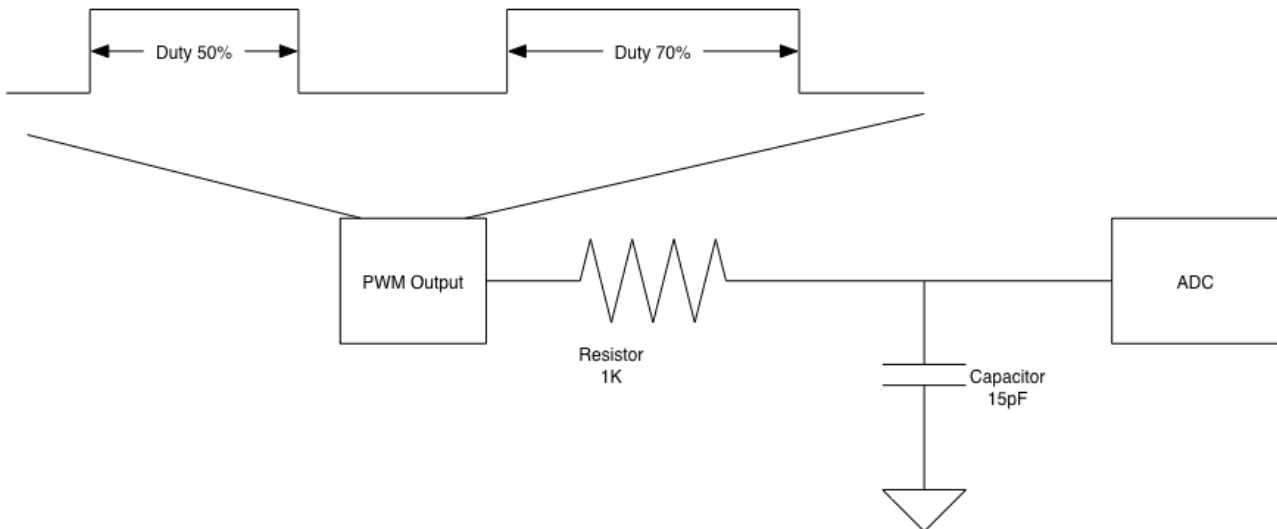 Duty 50%
Duty 70%
PWM Output
ADC
Resistor
1K
Capacitor
15pF